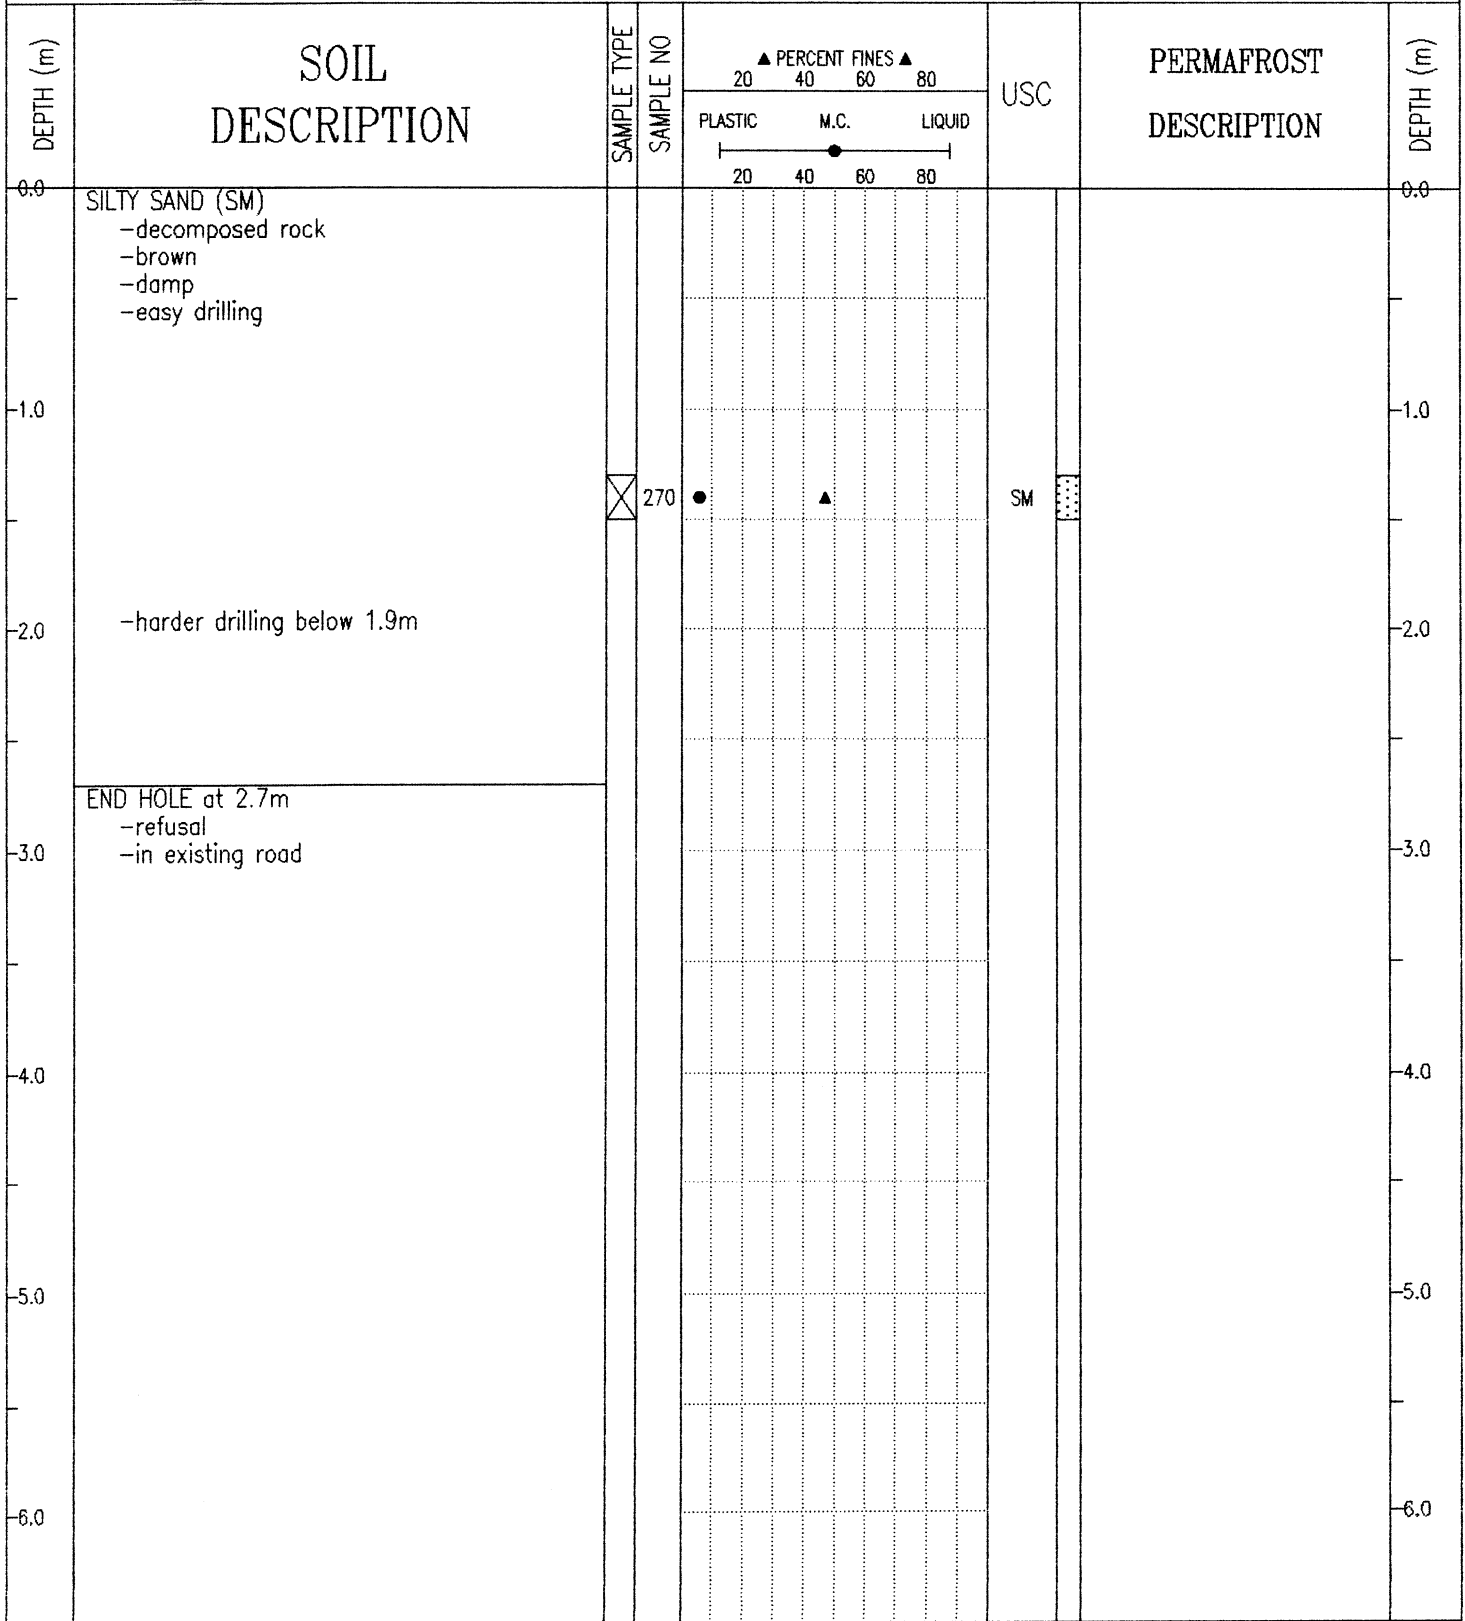 DEPTH (m)
SOIL
DESCRIPTION
SAMPLE TYPE
SAMPLE NO
▲ PERCENT FINES ▲
20 40 60 80
PLASTIC M.C. LIQUID
20 40 60 80
USC
PERMAFROST
DESCRIPTION
DEPTH (m)
0.0
SILTY SAND (SM)
0.0
-decomposed rock
-brown
-damp
-easy drilling
1.0
1.0
270
SM
-harder drilling below 1.9m
2.0
2.0
END HOLE at 2.7m
-refusal
-in existing road
3.0
3.0
4.0
4.0
5.0
5.0
6.0
6.0